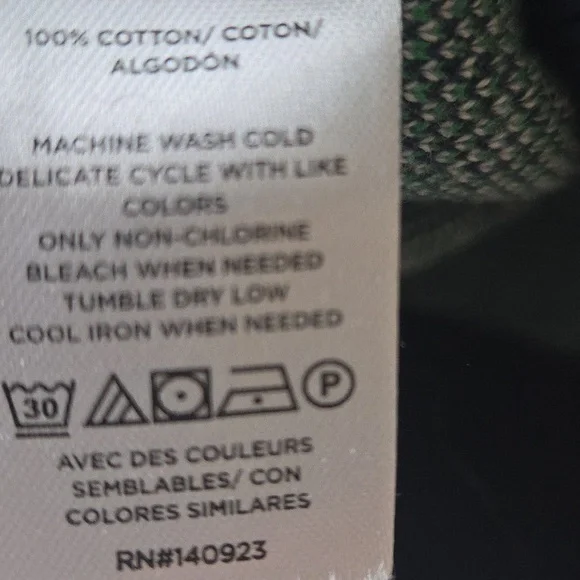 100% COTTON/ COTON/
ALGODÓN
MACHINE WASH COLD
DELICATE CYCLE WITH LIKE
COLORS
ONLY NON-CHLORINE
BLEACH WHEN NEEDED
TUMBLE DRY LOW
COOL IRON WHEN NEEDED
30 P
AVEC DES COULEURS
SEMBLABLES/ CON
COLORES SIMILARES
RN#140923